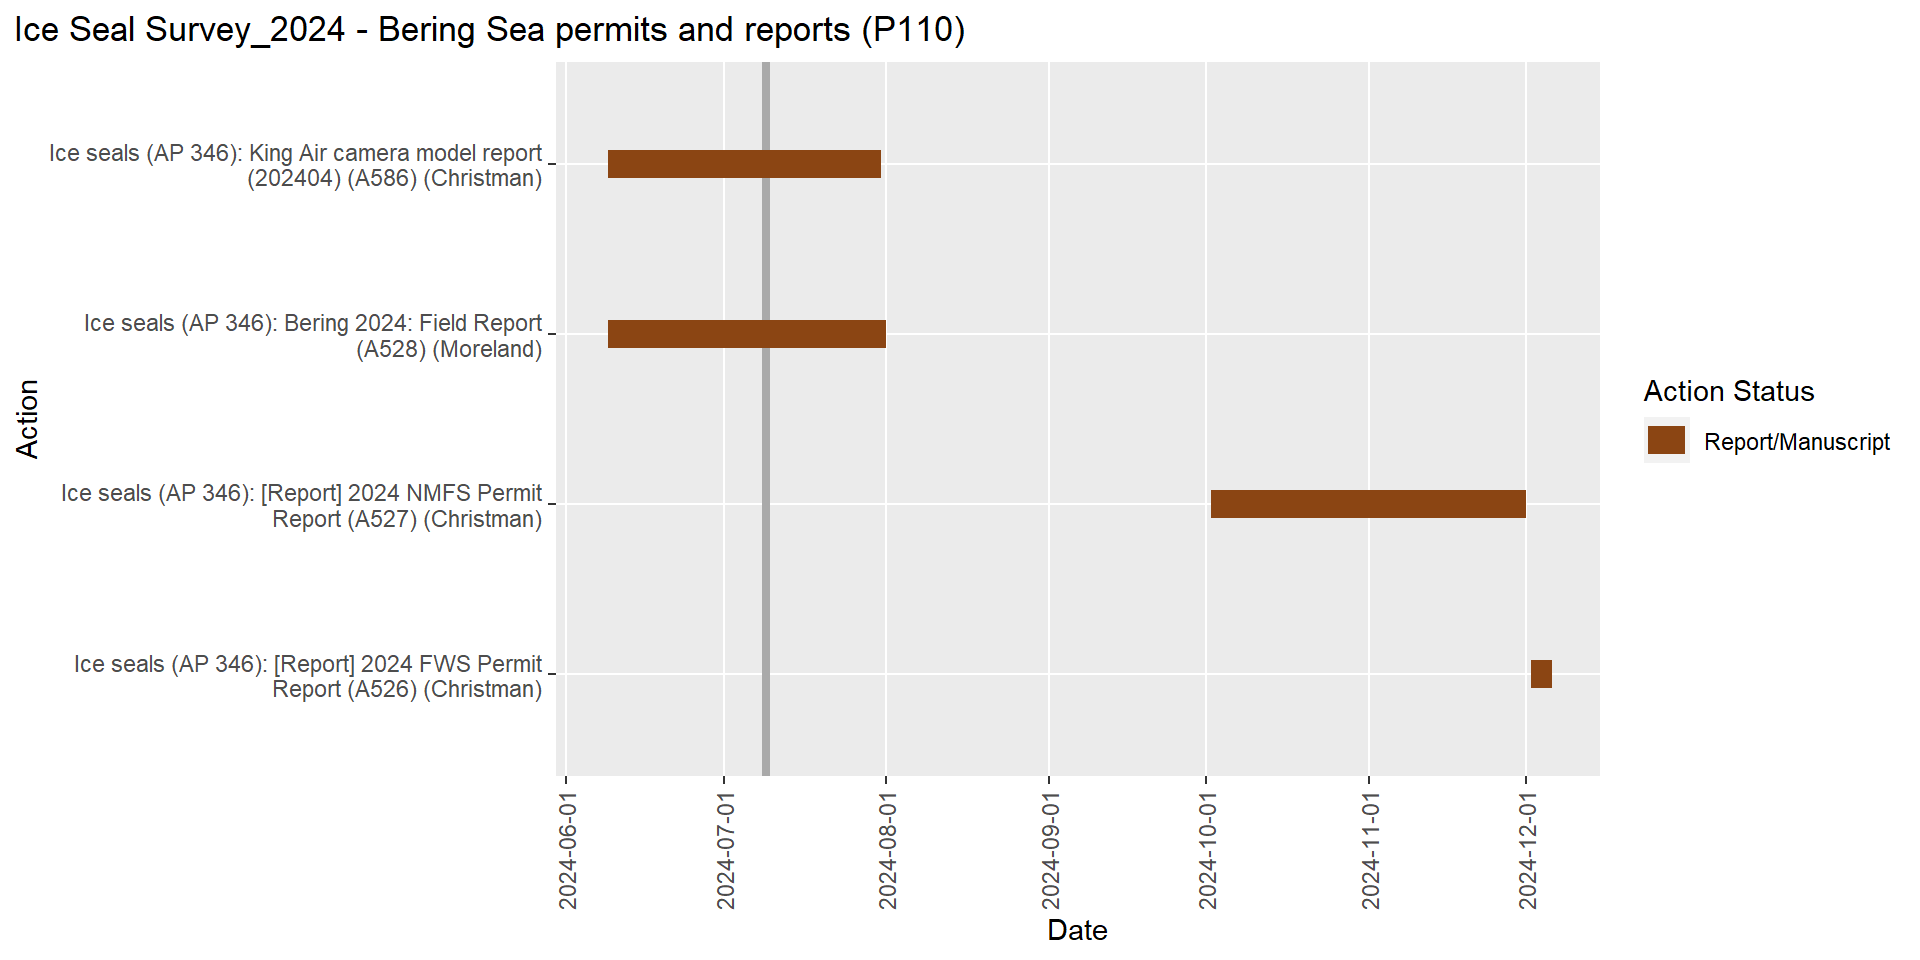 Ice Seal Survey_2024 - Bering Sea permits and reports (P110)
Ice seals (AP 346): King Air camera model report
(202404) (A586) (Christman)
Ice seals (AP 346): Bering 2024: Field Report
(A528) (Moreland)
Ice seals (AP 346): [Report] 2024 NMFS Permit
Report (A527) (Christman)
Ice seals (AP 346): [Report] 2024 FWS Permit
Report (A526) (Christman)
Action
2024-06-01
2024-07-01
2024-08-01
2024-09-01
2024-10-01
2024-11-01
2024-12-01
Date
Action Status
Report/Manuscript